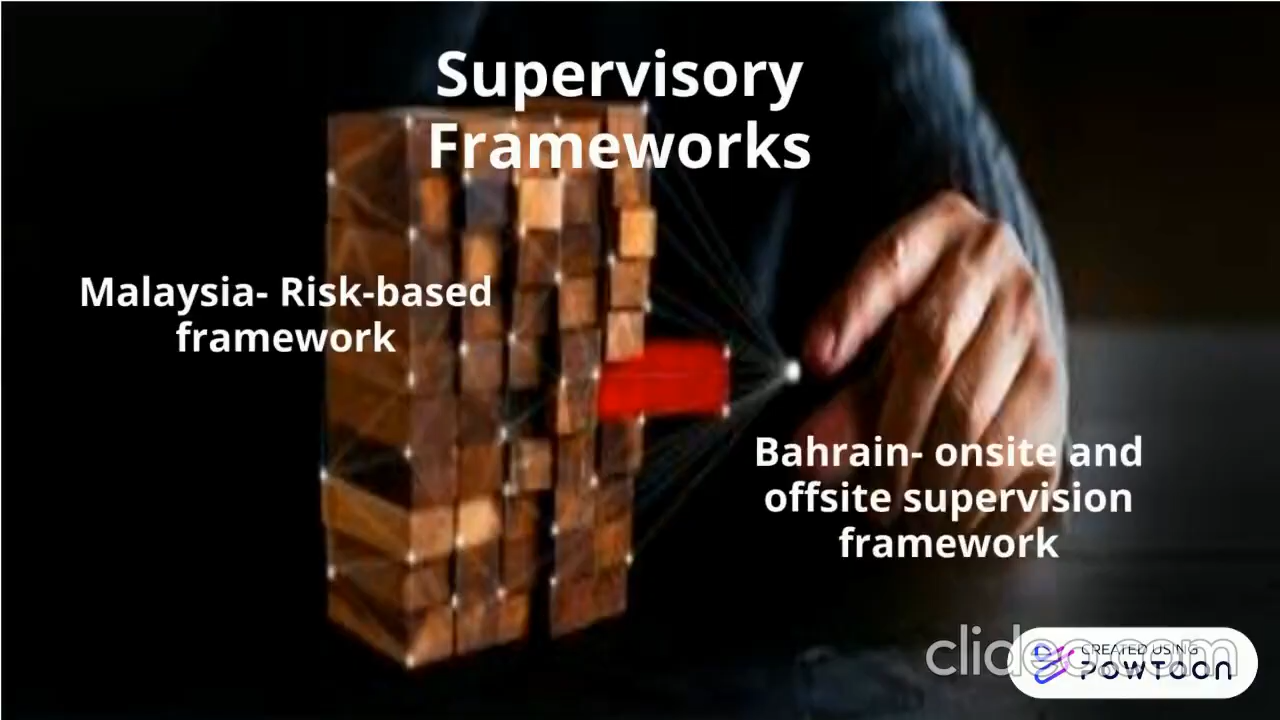 Supervisory
Frameworks
Malaysia- Risk-based
framework
Bahrain- onsite and
offsite supervision
framework
clideo.com
CREATED USING
POWTOON